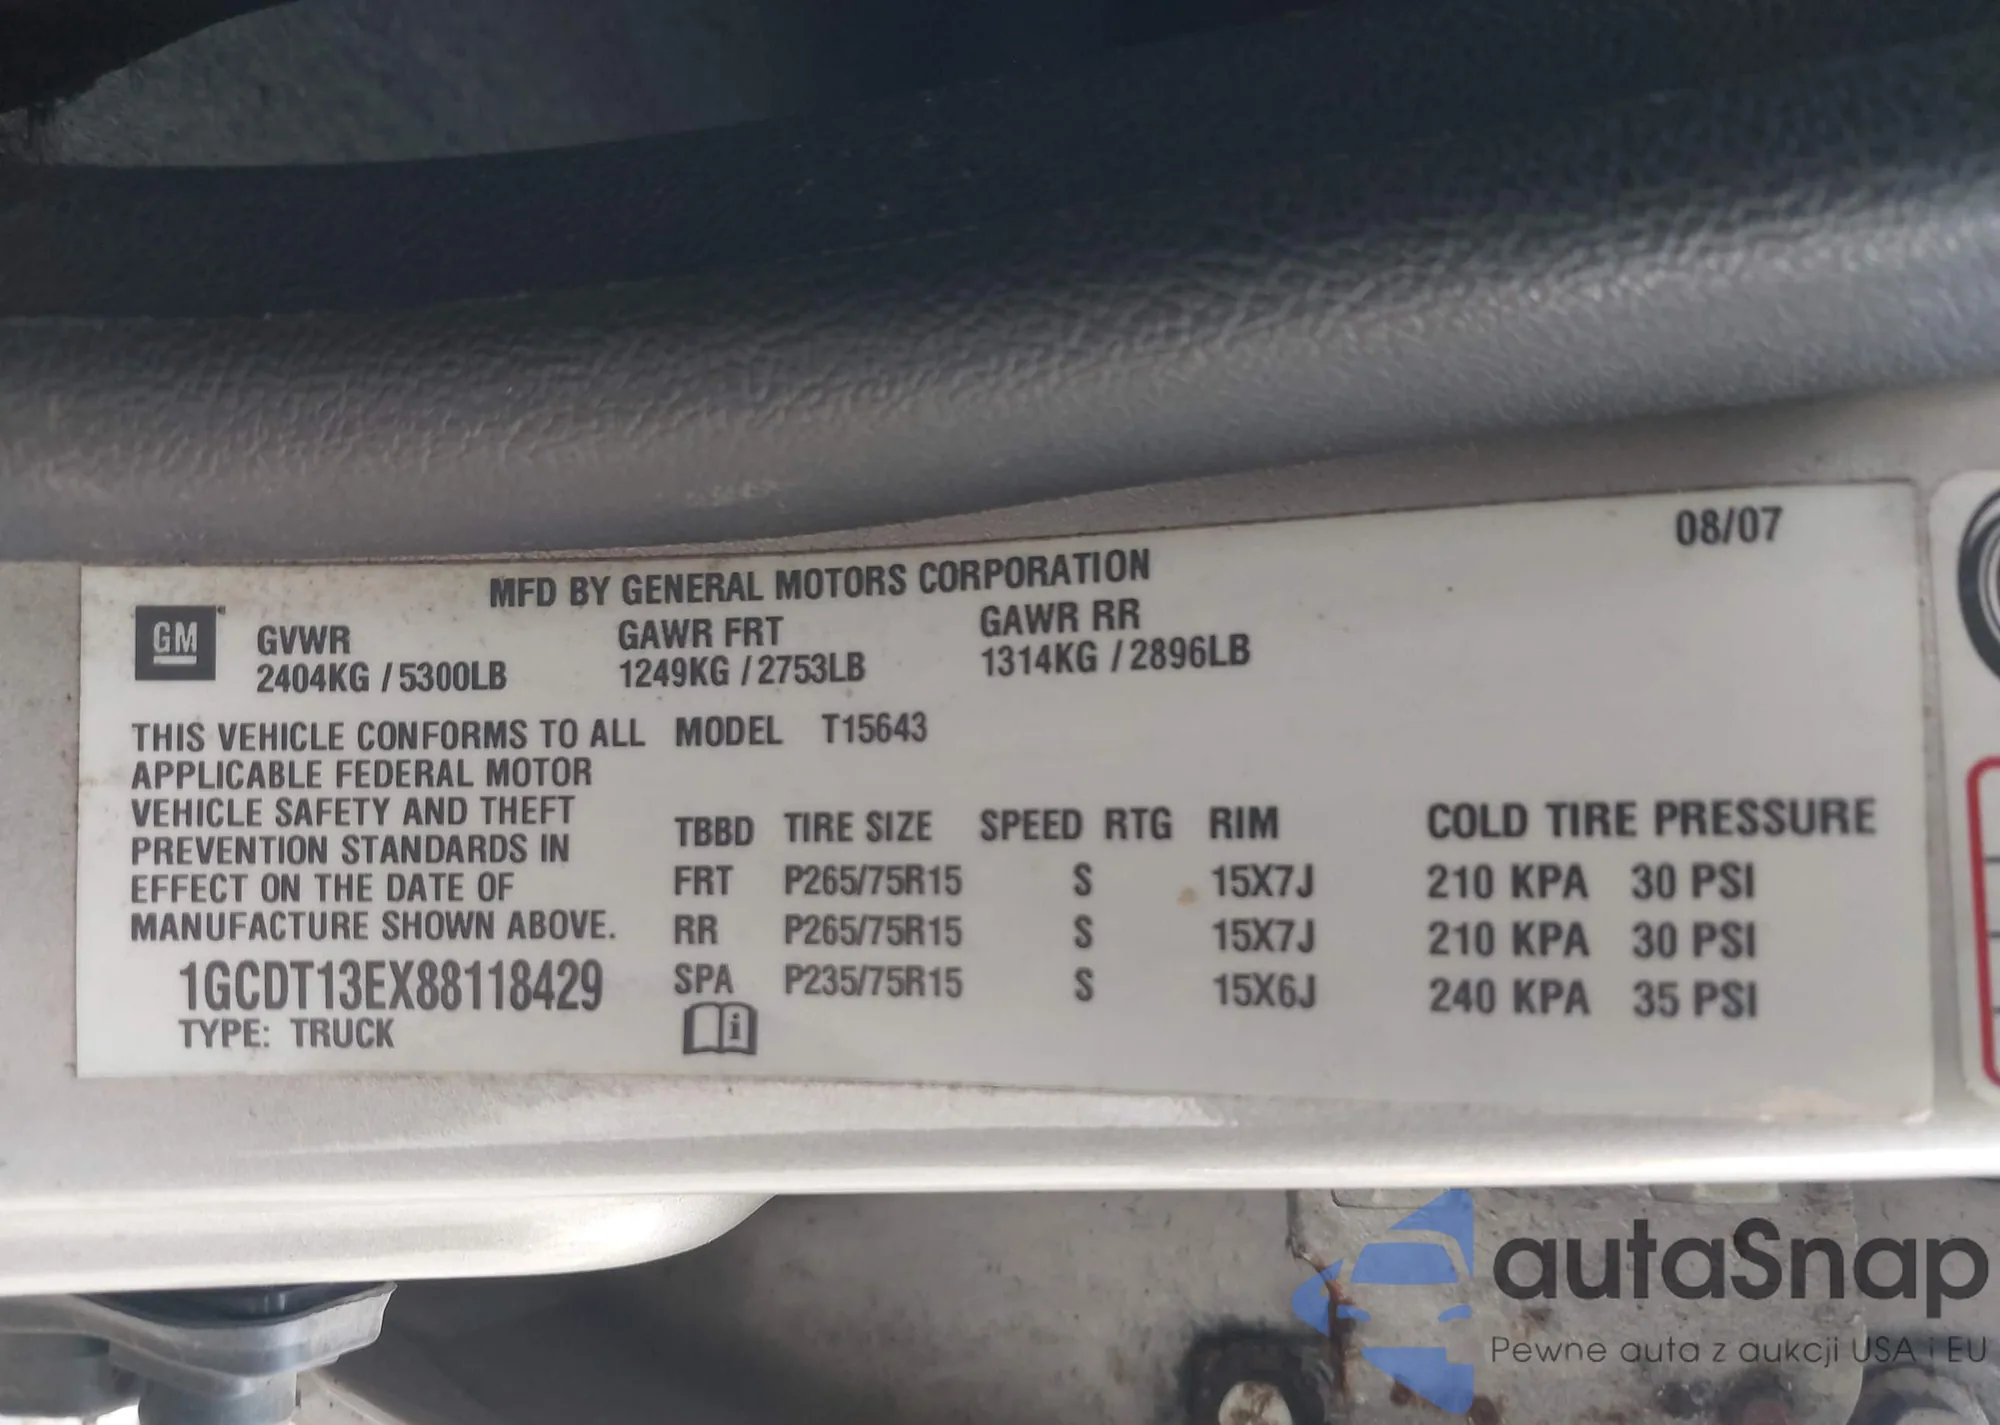 08/07
MFD BY GENERAL MOTORS CORPORATION
GM
GVWR GAWR FRT GAWR RR
2404KG / 5300LB 1249KG / 2753LB 1314KG / 2896LB
THIS VEHICLE CONFORMS TO ALL
APPLICABLE FEDERAL MOTOR
VEHICLE SAFETY AND THEFT
PREVENTION STANDARDS IN
EFFECT ON THE DATE OF
MANUFACTURE SHOWN ABOVE.
1GCDT13EX88118429
TYPE: TRUCK
MODEL T15643
TBBD TIRE SIZE SPEED RTG RIM COLD TIRE PRESSURE
FRT P265/75R15 S 15X7J 210 KPA 30 PSI
RR P265/75R15 S 15X7J 210 KPA 30 PSI
SPA P235/75R15 S 15X6J 240 KPA 35 PSI
i
autaSnap
Pewne auta z aukcji USA i EU